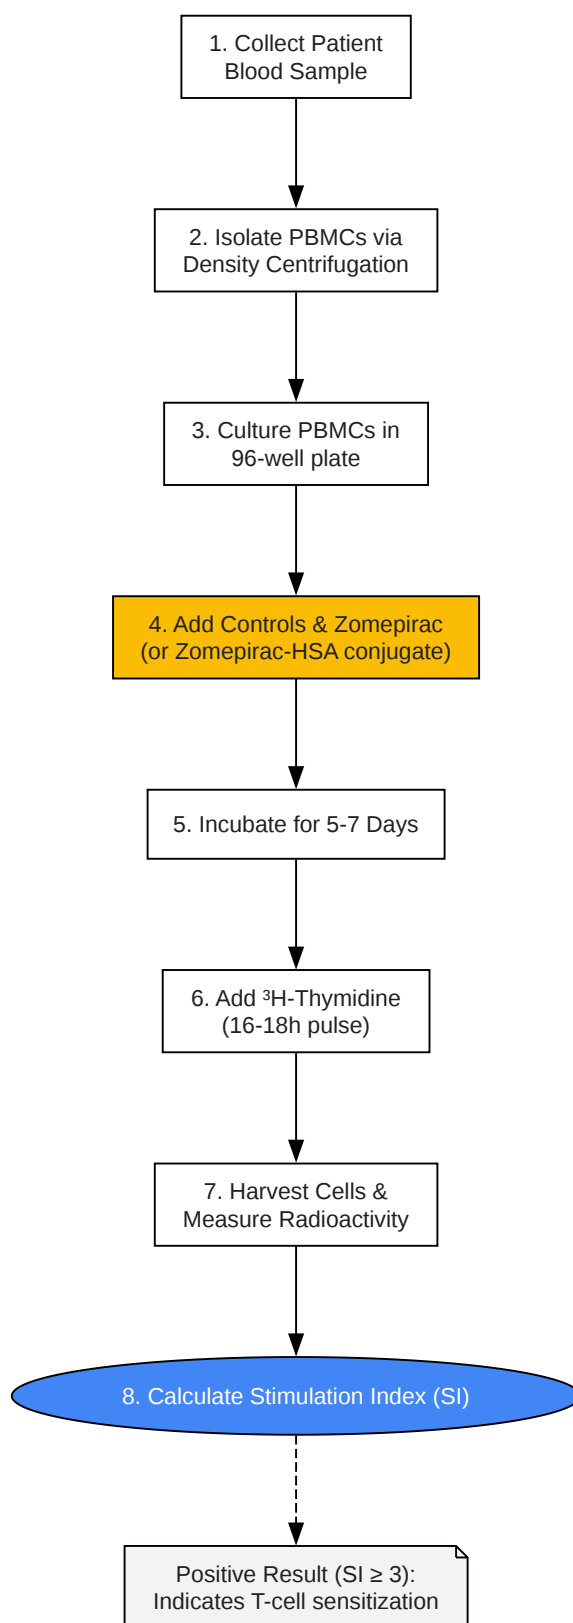 1. Collect Patient
Blood Sample
2. Isolate PBMCs via
Density Centrifugation
3. Culture PBMCs in
96-well plate
4. Add Controls & Zomepirac
(or Zomepirac-HSA conjugate)
5. Incubate for 5-7 Days
6. Add ³H-Thymidine
(16-18h pulse)
7. Harvest Cells &
Measure Radioactivity
8. Calculate Stimulation Index (SI)
Positive Result (SI ≥ 3):
Indicates T-cell sensitization